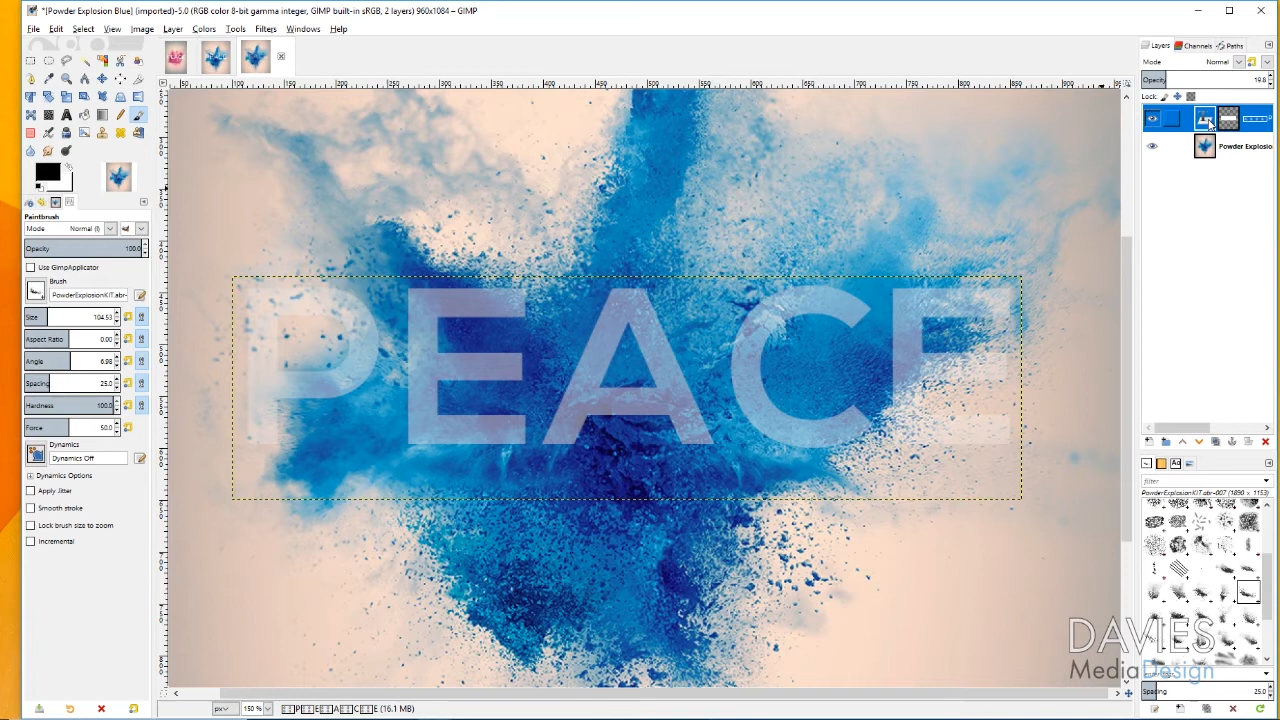 *[Powder Explosion Blue] (imported)-5.0 (RGB color 8-bit gamma integer, GIMP built-in sRGB, 2 layers) 960x1084 – GIMP
File Edit Select View Image Layer Colors Tools Filters Windows Help
Layers Channels Paths
Mode Normal
Opacity 19.8
Lock:
Powder Explosio
Paintbrush
Mode Normal (l)
Opacity 100.0
Use GimpApplicator
Brush
PowderExplosionKIT.abr-
Size 104.53
Aspect Ratio 0.00
Angle 6.98
Spacing 25.0
Hardness 100.0
Force 50.0
Dynamics
Dynamics Off
Dynamics Options
Apply Jitter
Smooth stroke
Lock brush size to zoom
Incremental
PEACE
filter
PowderExplosionKIT.abr-007 (1890 × 1153)
DAVIES
MediaDesign
Spacing 25.0
px 150 % P E A C E (16.1 MB)